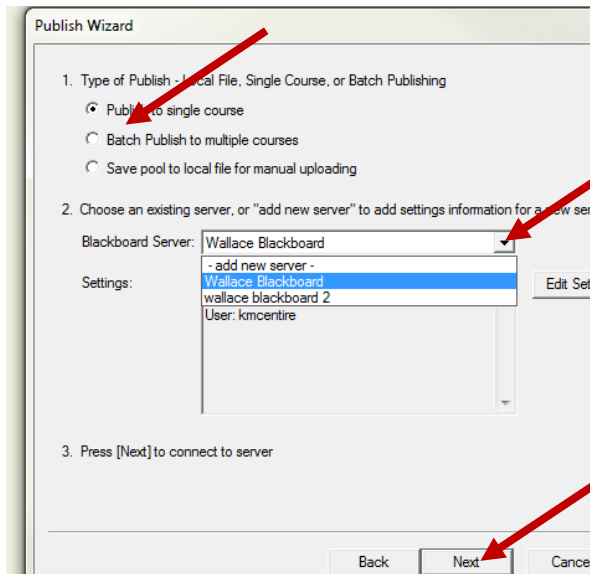 Publish Wizard
1. Type of Publish - Local File, Single Course, or Batch Publishing
Publish to single course
Batch Publish to multiple courses
Save pool to local file for manual uploading
2. Choose an existing server, or "add new server" to add settings information for a new ser
Blackboard Server: Wallace Blackboard
- add new server -
Settings: Wallace Blackboard Edit Set
wallace blackboard 2
User: kmcentire
3. Press [Next] to connect to server
Back Next Cance